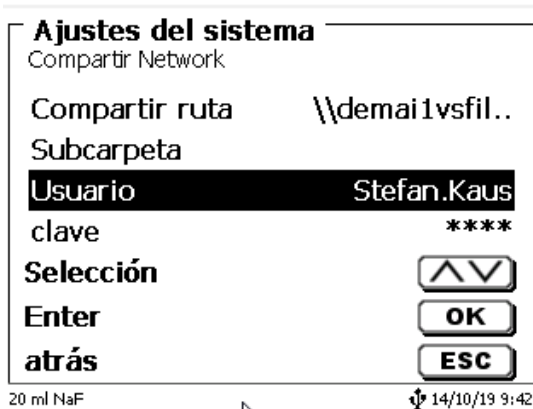 Ajustes del sistema
Compartir Network
Compartir ruta \\demai1vsfil..
Subcarpeta
Usuario Stefan.Kaus
clave ****
Selección
Enter OK
atrás ESC
20 ml NaF 14/10/19 9:42